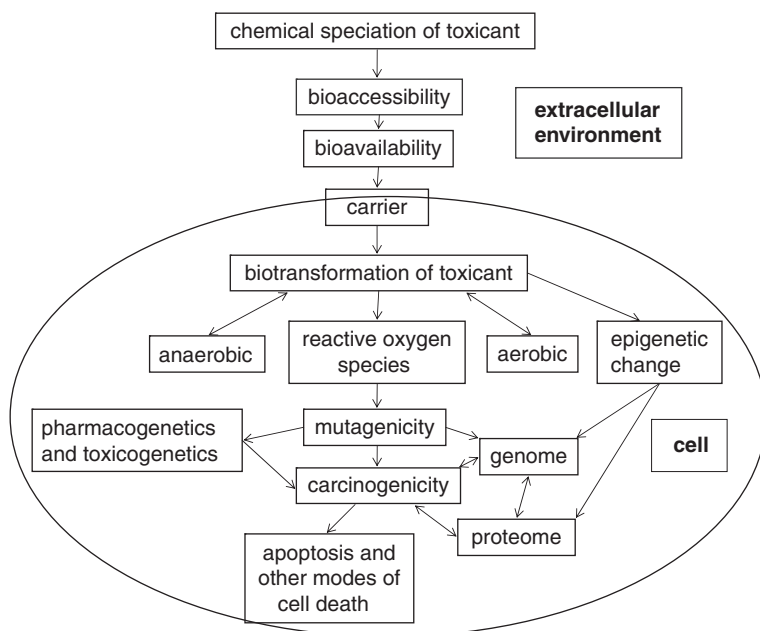 chemical speciation of toxicant
bioaccessibility
extracellular
environment
bioavailability
carrier
biotransformation of toxicant
anaerobic
reactive oxygen
species
aerobic
epigenetic
change
pharmacogenetics
and toxicogenetics
mutagenicity
genome
cell
carcinogenicity
proteome
apoptosis and
other modes of
cell death